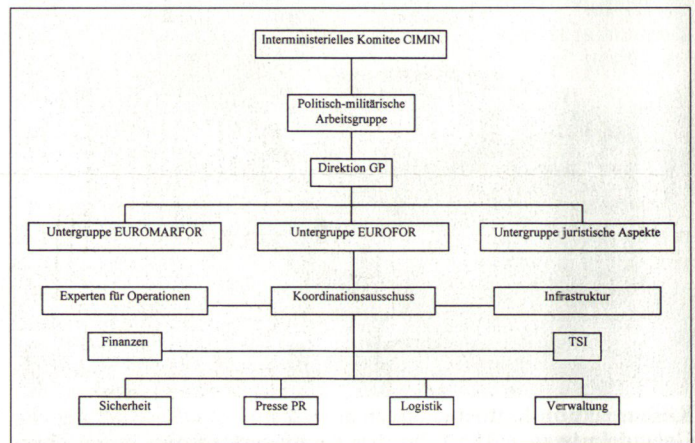 Interministerielles Komitee CIMIN
Politisch-militärische
Arbeitsgruppe
Direktion GP
Untergruppe EUROMARFOR
Untergruppe EUROFOR
Untergruppe juristische Aspekte
Experten für Operationen
Koordinationsausschuss
Infrastruktur
Finanzen
TSI
Sicherheit
Presse PR
Logistik
Verwaltung